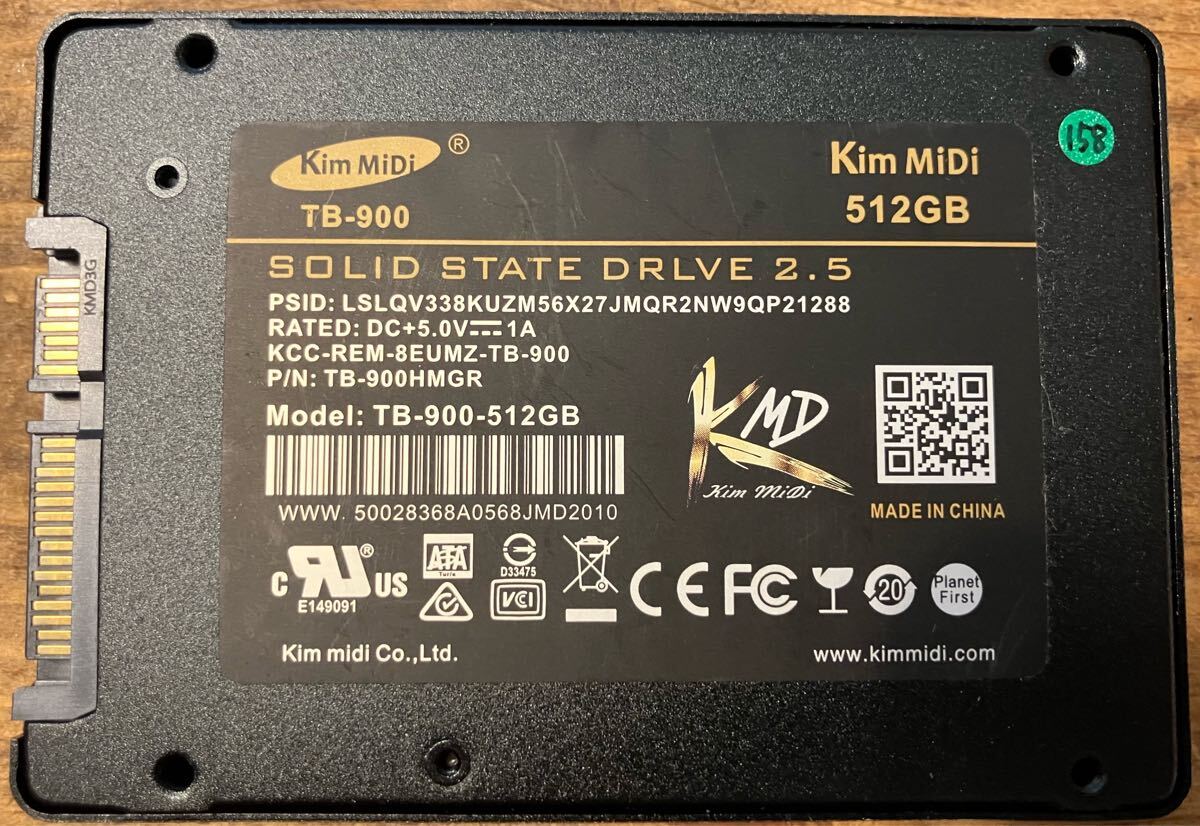 Kim MiDi ®
TB-900
Kim MiDi
512GB
158
SOLID STATE DRLVE 2.5
PSID: LSLQV338KUZM56X27JMQR2NW9QP21288
RATED: DC+5.0V⎓1A
KCC-REM-8EUMZ-TB-900
P/N: TB-900HMGR
Model: TB-900-512GB
WWW. 50028368A0568JMD2010
KMD
Kim MiDi
MADE IN CHINA
KMD3G
c RU ® US
E149091
ATA
D33475
VCI
CE FC
20
Planet
First
Kim midi Co.,Ltd.
www.kimmidi.com